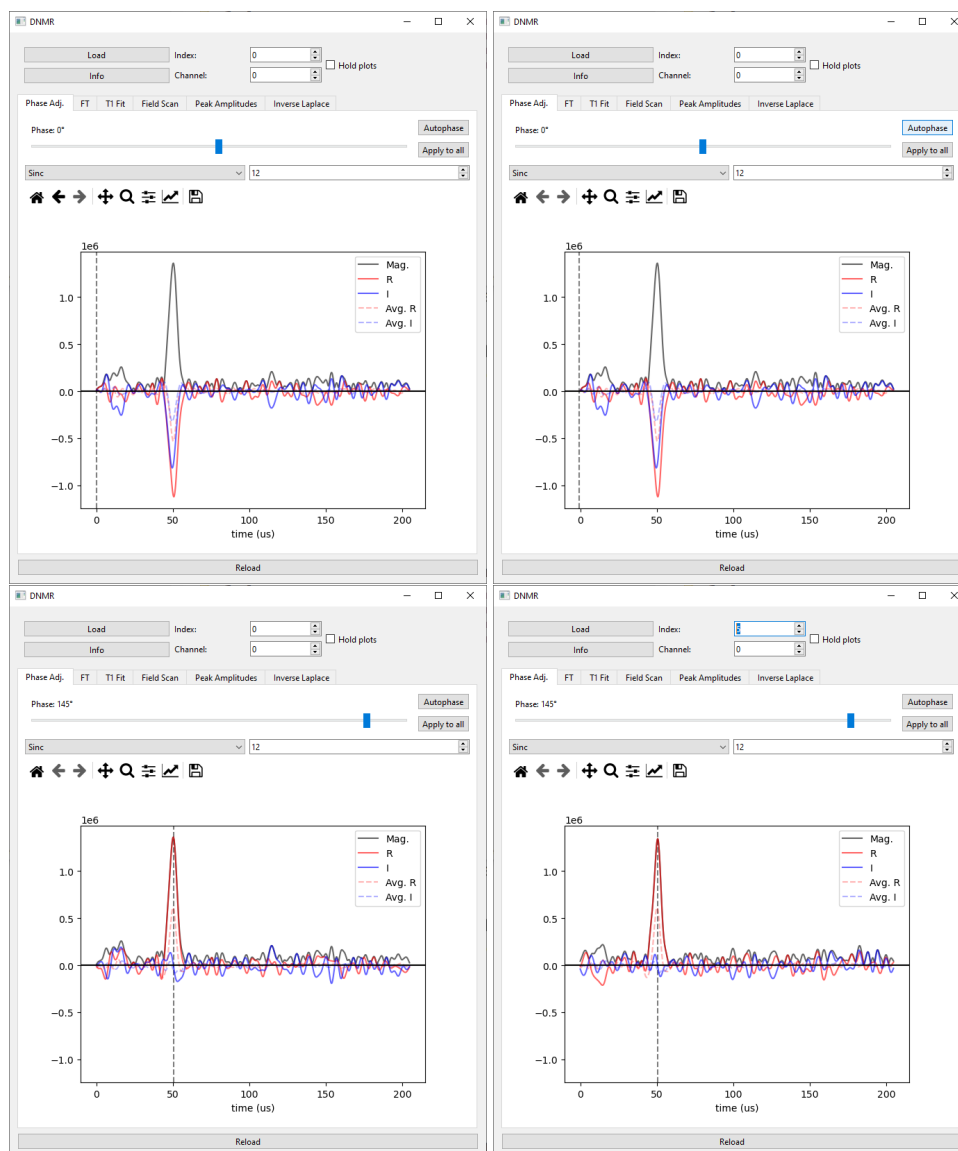 DNMR
Load Index: 0 Hold plots
Info Channel: 0
Phase Adj. FT T1 Fit Field Scan Peak Amplitudes Inverse Laplace
Phase: 0° Autophase
Apply to all
Sinc 12
1e6
Mag.
R
I
Avg. R
Avg. I
1.0
0.5
0.0
−0.5
−1.0
0 50 100 150 200
time (us)
Reload
DNMR
Load Index: 0 Hold plots
Info Channel: 0
Phase Adj. FT T1 Fit Field Scan Peak Amplitudes Inverse Laplace
Phase: 0° Autophase
Apply to all
Sinc 12
1e6
Mag.
R
I
Avg. R
Avg. I
1.0
0.5
0.0
−0.5
−1.0
0 50 100 150 200
time (us)
Reload
DNMR
Load Index: 0 Hold plots
Info Channel: 0
Phase Adj. FT T1 Fit Field Scan Peak Amplitudes Inverse Laplace
Phase: 145° Autophase
Apply to all
Sinc 12
1e6
Mag.
R
I
Avg. R
Avg. I
1.0
0.5
0.0
−0.5
−1.0
0 50 100 150 200
time (us)
Reload
DNMR
Load Index: Hold plots
Info Channel: 0
Phase Adj. FT T1 Fit Field Scan Peak Amplitudes Inverse Laplace
Phase: 145° Autophase
Apply to all
Sinc 12
1e6
Mag.
R
I
Avg. R
Avg. I
1.0
0.5
0.0
−0.5
−1.0
0 50 100 150 200
time (us)
Reload